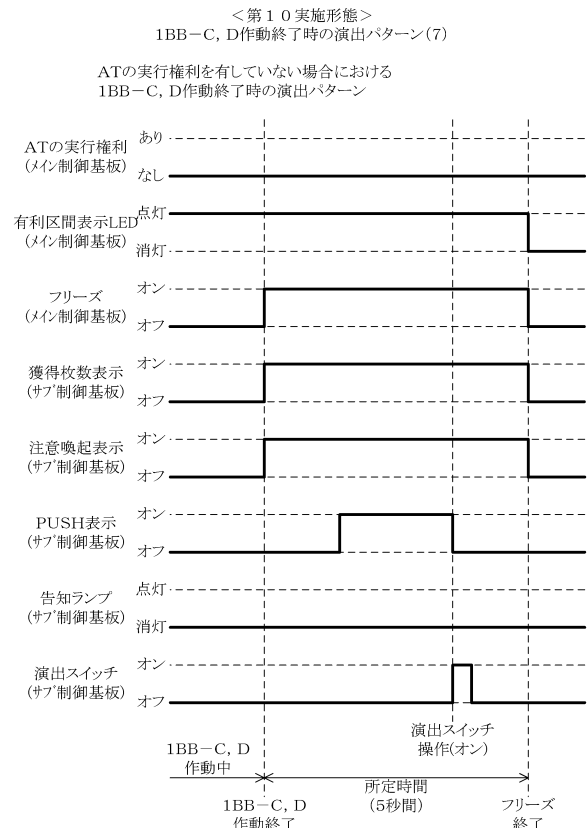 ＜第１０実施形態＞
1BB－C, D作動終了時の演出パターン(7)
ATの実行権利を有していない場合における
1BB－C, D作動終了時の演出パターン
ATの実行権利
(メイン制御基板)
あり
なし
有利区間表示LED
(メイン制御基板)
点灯
消灯
フリーズ
(メイン制御基板)
オン
オフ
獲得枚数表示
(サブ制御基板)
オン
オフ
注意喚起表示
(サブ制御基板)
オン
オフ
PUSH表示
(サブ制御基板)
オン
オフ
告知ランプ
(サブ制御基板)
点灯
消灯
演出スイッチ
(サブ制御基板)
オン
オフ
演出スイッチ
操作(オン)
1BB－C, D
作動中
所定時間
(5秒間)
1BB－C, D
作動終了
フリーズ
終了